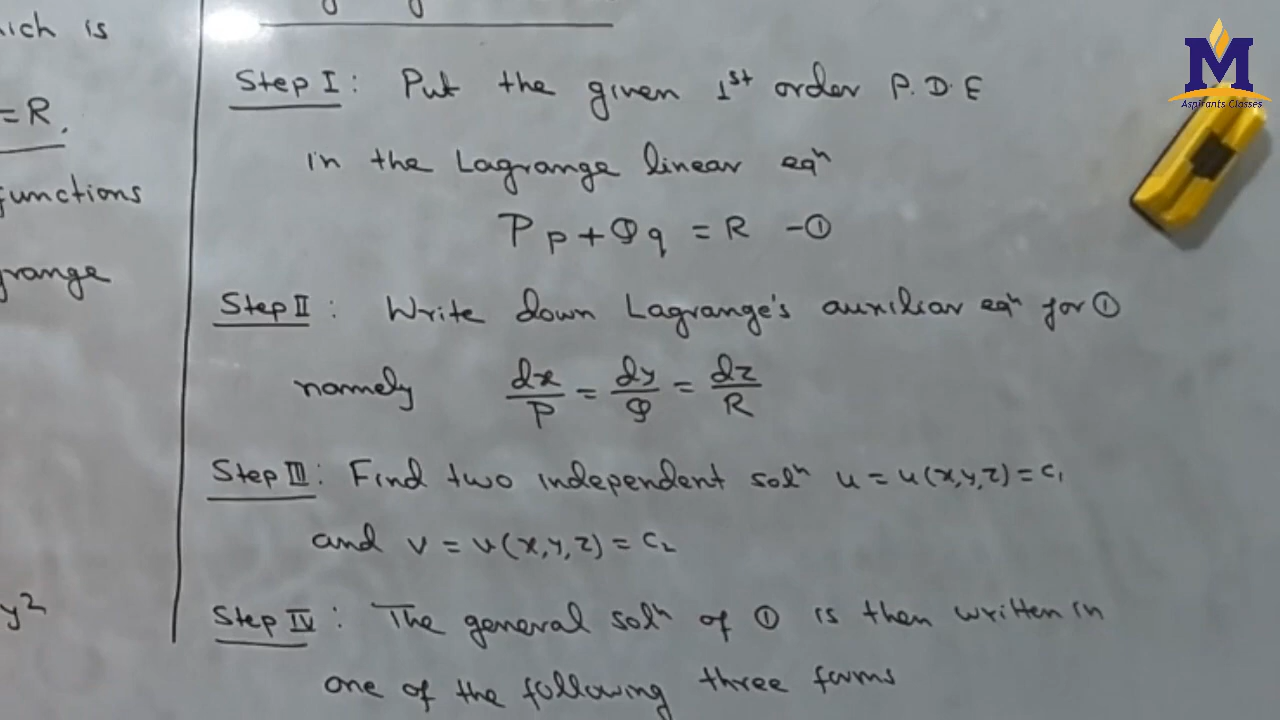 hich is
= R.
functions
grange
y²
Step I : Put the given 1st order P.D.E
in the Lagrange linear eqn
Pp + Qq = R - ①
Step II : Write down Lagrange's auxiliar eqn for ①
namely dx/P = dy/Q = dz/R
Step III : Find two independent soln u = u(x,y,z) = c₁
and v = v(x,y,z) = c₂
Step IV : The general soln of ① is then written in
one of the following three forms
M
Aspirants Classes